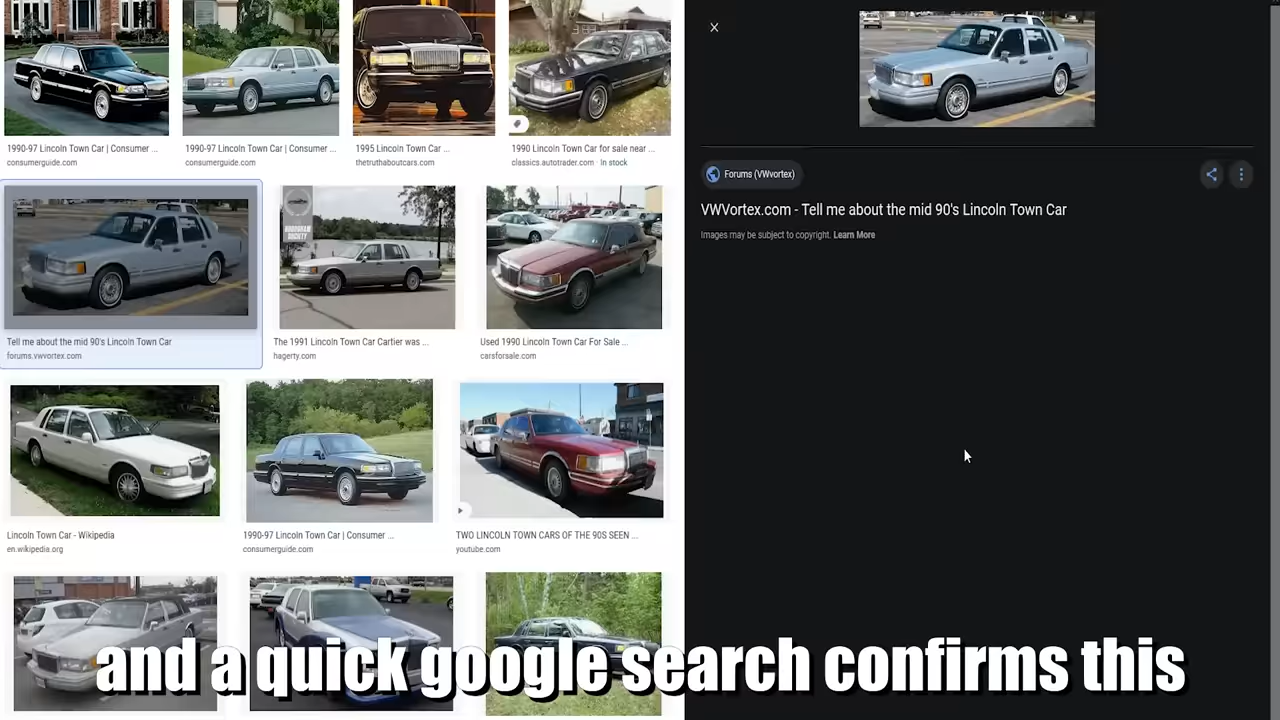 1990-97 Lincoln Town Car | Consumer ...
consumerguide.com
1990-97 Lincoln Town Car | Consumer ...
consumerguide.com
1995 Lincoln Town Car ...
thetruthaboutcars.com
1990 Lincoln Town Car for sale near ...
classics.autotrader.com · In stock
Forums (VWvortex)
VWVortex.com - Tell me about the mid 90's Lincoln Town Car
Images may be subject to copyright. Learn More
Tell me about the mid 90's Lincoln Town Car
forums.vwvortex.com
The 1991 Lincoln Town Car Cartier was ...
hagerty.com
Used 1990 Lincoln Town Car For Sale ...
carsforsale.com
Lincoln Town Car - Wikipedia
en.wikipedia.org
1990-97 Lincoln Town Car | Consumer ...
consumerguide.com
TWO LINCOLN TOWN CARS OF THE 90S SEEN ...
youtube.com
and a quick google search confirms this